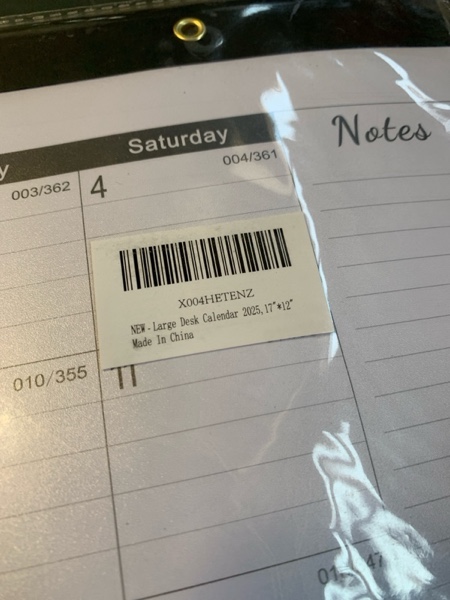 y Saturday Notes
003/362 4 004/361
X004HETENZ
NEW - Large Desk Calendar 2025,17"*12"
Made In China
010/355 11